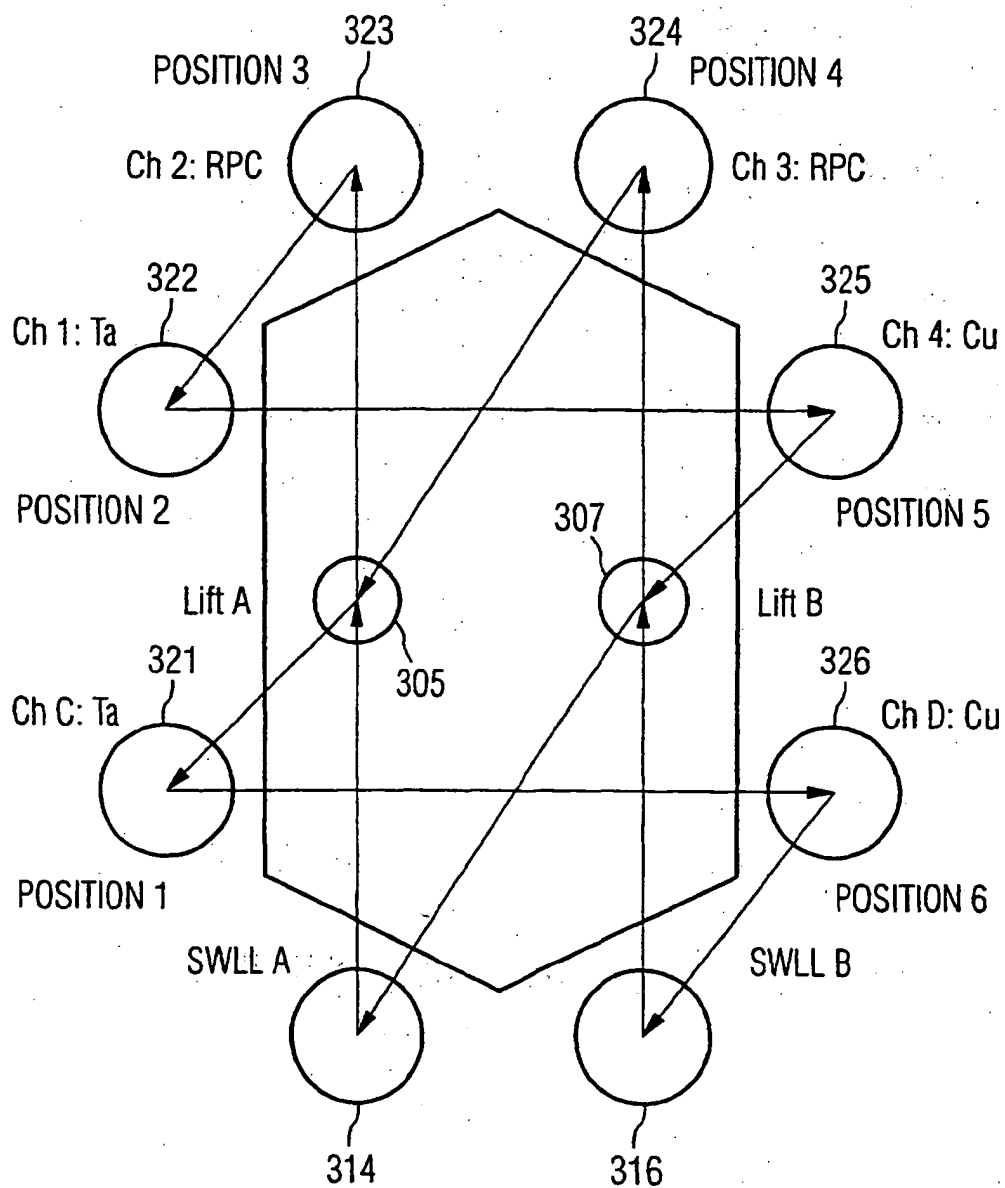 323
324
POSITION 3
POSITION 4
Ch 2: RPC
Ch 3: RPC
322
325
Ch 1: Ta
Ch 4: Cu
POSITION 2
307
POSITION 5
Lift A
Lift B
321
305
326
Ch C: Ta
Ch D: Cu
POSITION 1
POSITION 6
SWLL A
SWLL B
314
316